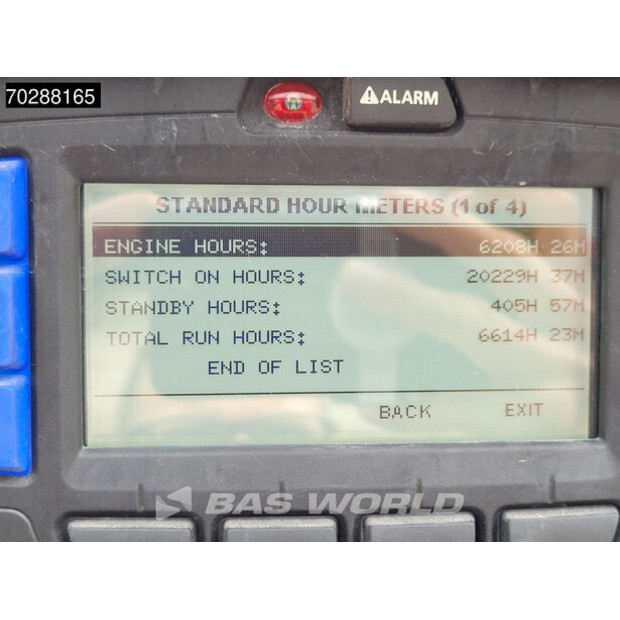 70288165
⚠ALARM
STANDARD HOUR METERS (1 of 4)
ENGINE HOURS: 6208H 26M
SWITCH ON HOURS: 20229H 37M
STANDBY HOURS: 405H 57M
TOTAL RUN HOURS: 6614H 23M
END OF LIST
BACK EXIT
BAS WORLD